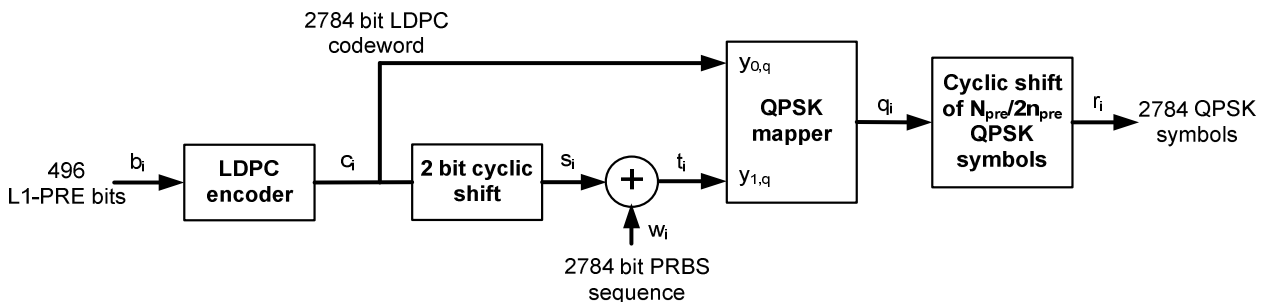 2784 bit LDPC
codeword
y0,q
QPSK
mapper
y1,q
qi
Cyclic shift
of Npre/2npre
QPSK
symbols
ri
2784 QPSK
symbols
496
L1-PRE bits
bi
LDPC
encoder
ci
2 bit cyclic
shift
si
+
ti
wi
2784 bit PRBS
sequence